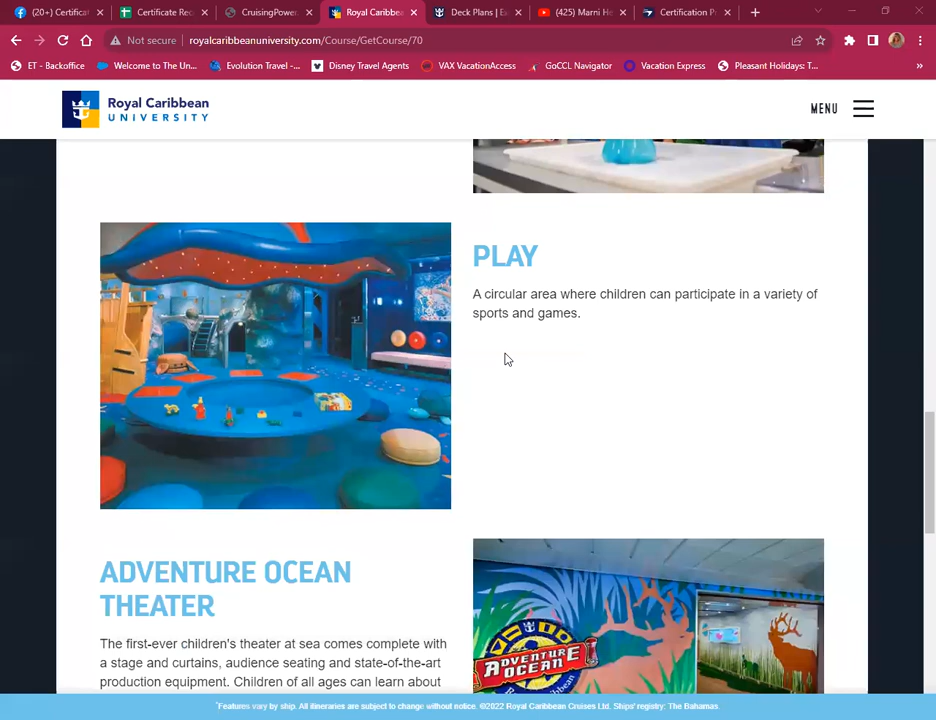 (20+) Certificat
Certificate Rec
CruisingPower.
Royal Caribbea
Deck Plans | Ex
(425) Marni He
Certification P
Not secure
royalcaribbeanuniversity.com/Course/GetCourse/70
ET - Backoffice
Welcome to The Un...
Evolution Travel -...
Disney Travel Agents
VAX VacationAccess
GoCCL Navigator
Vacation Express
Pleasant Holidays: T...
»
Royal Caribbean
UNIVERSITY
MENU
PLAY
A circular area where children can participate in a variety of
sports and games.
ADVENTURE OCEAN
THEATER
The first-ever children's theater at sea comes complete with
a stage and curtains, audience seating and state-of-the-art
production equipment. Children of all ages can learn about
ADVENTURE
OCEAN
*Features vary by ship. All itineraries are subject to change without notice. ©2022 Royal Caribbean Cruises Ltd. Ships' registry: The Bahamas.